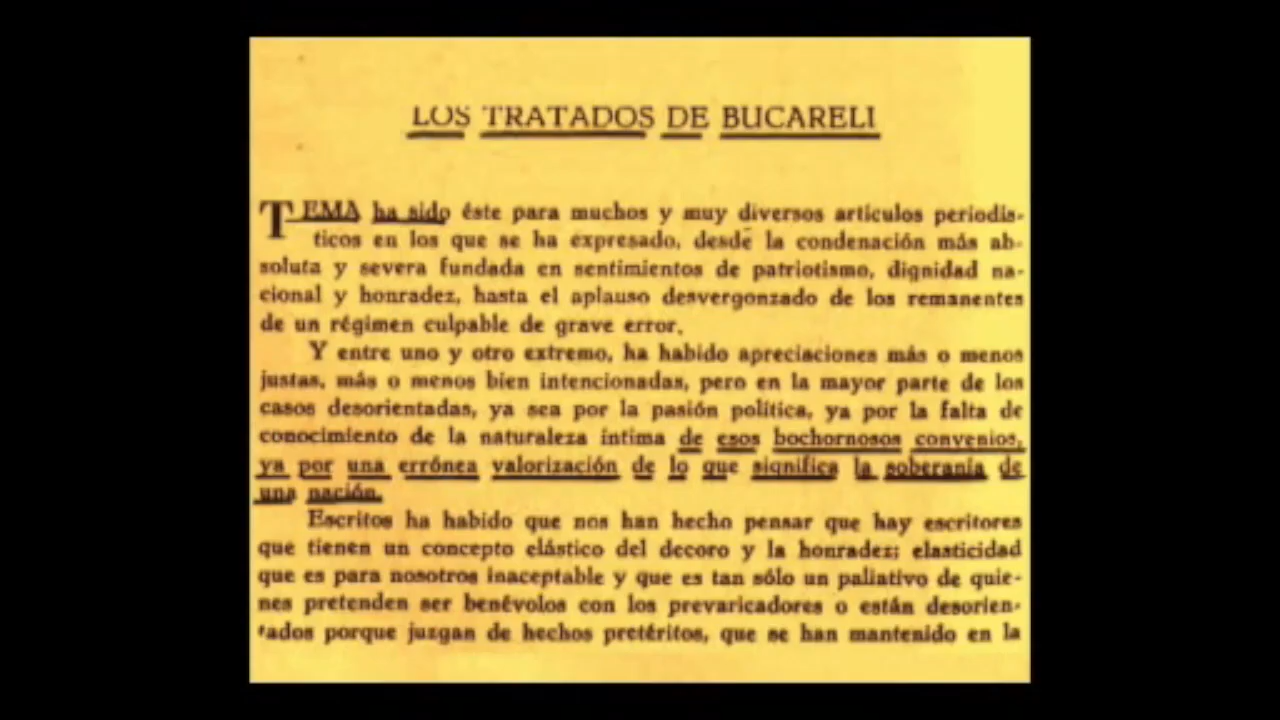 LOS TRATADOS DE BUCARELI
TEMA ha sido éste para muchos y muy diversos artículos periodís-
ticos en los que se ha expresado, desde la condenación más ab-
soluta y severa fundada en sentimientos de patriotismo, dignidad na-
cional y honradez, hasta el aplauso desvergonzado de los remanentes
de un régimen culpable de grave error.
Y entre uno y otro extremo, ha habido apreciaciones más o menos
justas, más o menos bien intencionadas, pero en la mayor parte de los
casos desorientadas, ya sea por la pasión política, ya por la falta de
conocimiento de la naturaleza íntima de esos bochornosos convenios,
ya por una errónea valorización de lo que significa la soberanía de
una nación.
Escritos ha habido que nos han hecho pensar que hay escritores
que tienen un concepto elástico del decoro y la honradez; elasticidad
que es para nosotros inaceptable y que es tan sólo un paliativo de quie-
nes pretenden ser benévolos con los prevaricadores o están desorien-
tados porque juzgan de hechos pretéritos, que se han mantenido en la